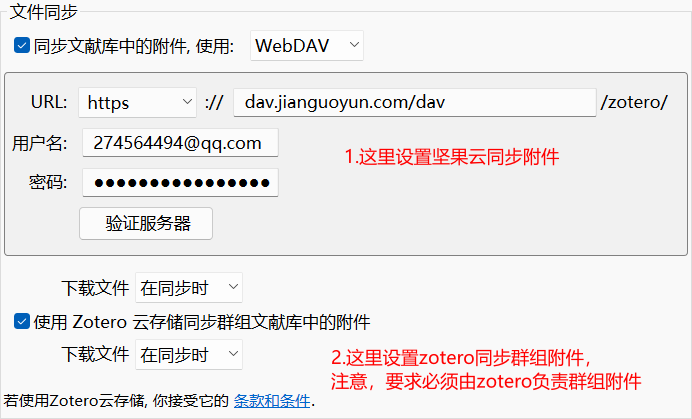 文件同步
同步文献库中的附件, 使用: WebDAV
URL: https :// dav.jianguoyun.com/dav /zotero/
用户名: 274564494@qq.com
1.这里设置坚果云同步附件
密码: ●●●●●●●●●●●●●●●●
验证服务器
下载文件 在同步时
使用 Zotero 云存储同步群组文献库中的附件
下载文件 在同步时
2.这里设置zotero同步群组附件，
注意，要求必须由zotero负责群组附件
若使用Zotero云存储, 你接受它的 条款和条件.